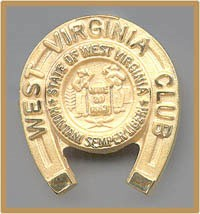 WEST VIRGINIA CLUB
STATE OF WEST VIRGINIA
MONTANI SEMPER LIBERI